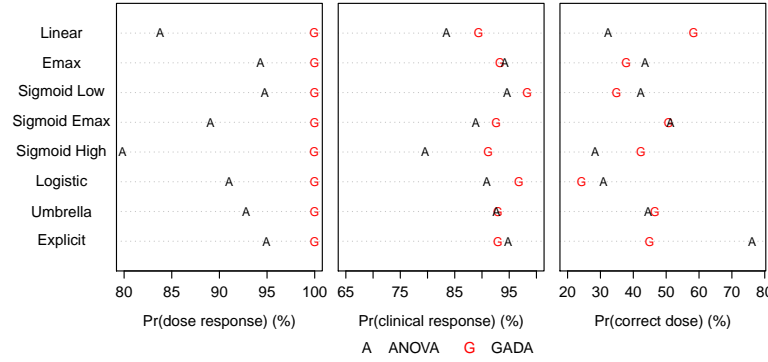 Linear
Emax
Sigmoid Low
Sigmoid Emax
Sigmoid High
Logistic
Umbrella
Explicit
A G A G A G
A G G A G A
A G A G G A
A G A G G A
A G A G A G
A G A G G A
A G A G A G
A G G A G A
80 85 90 95 100
65 75 85 95
20 30 40 50 60 70 80
Pr(dose response) (%)
Pr(clinical response) (%)
Pr(correct dose) (%)
A ANOVA G GADA